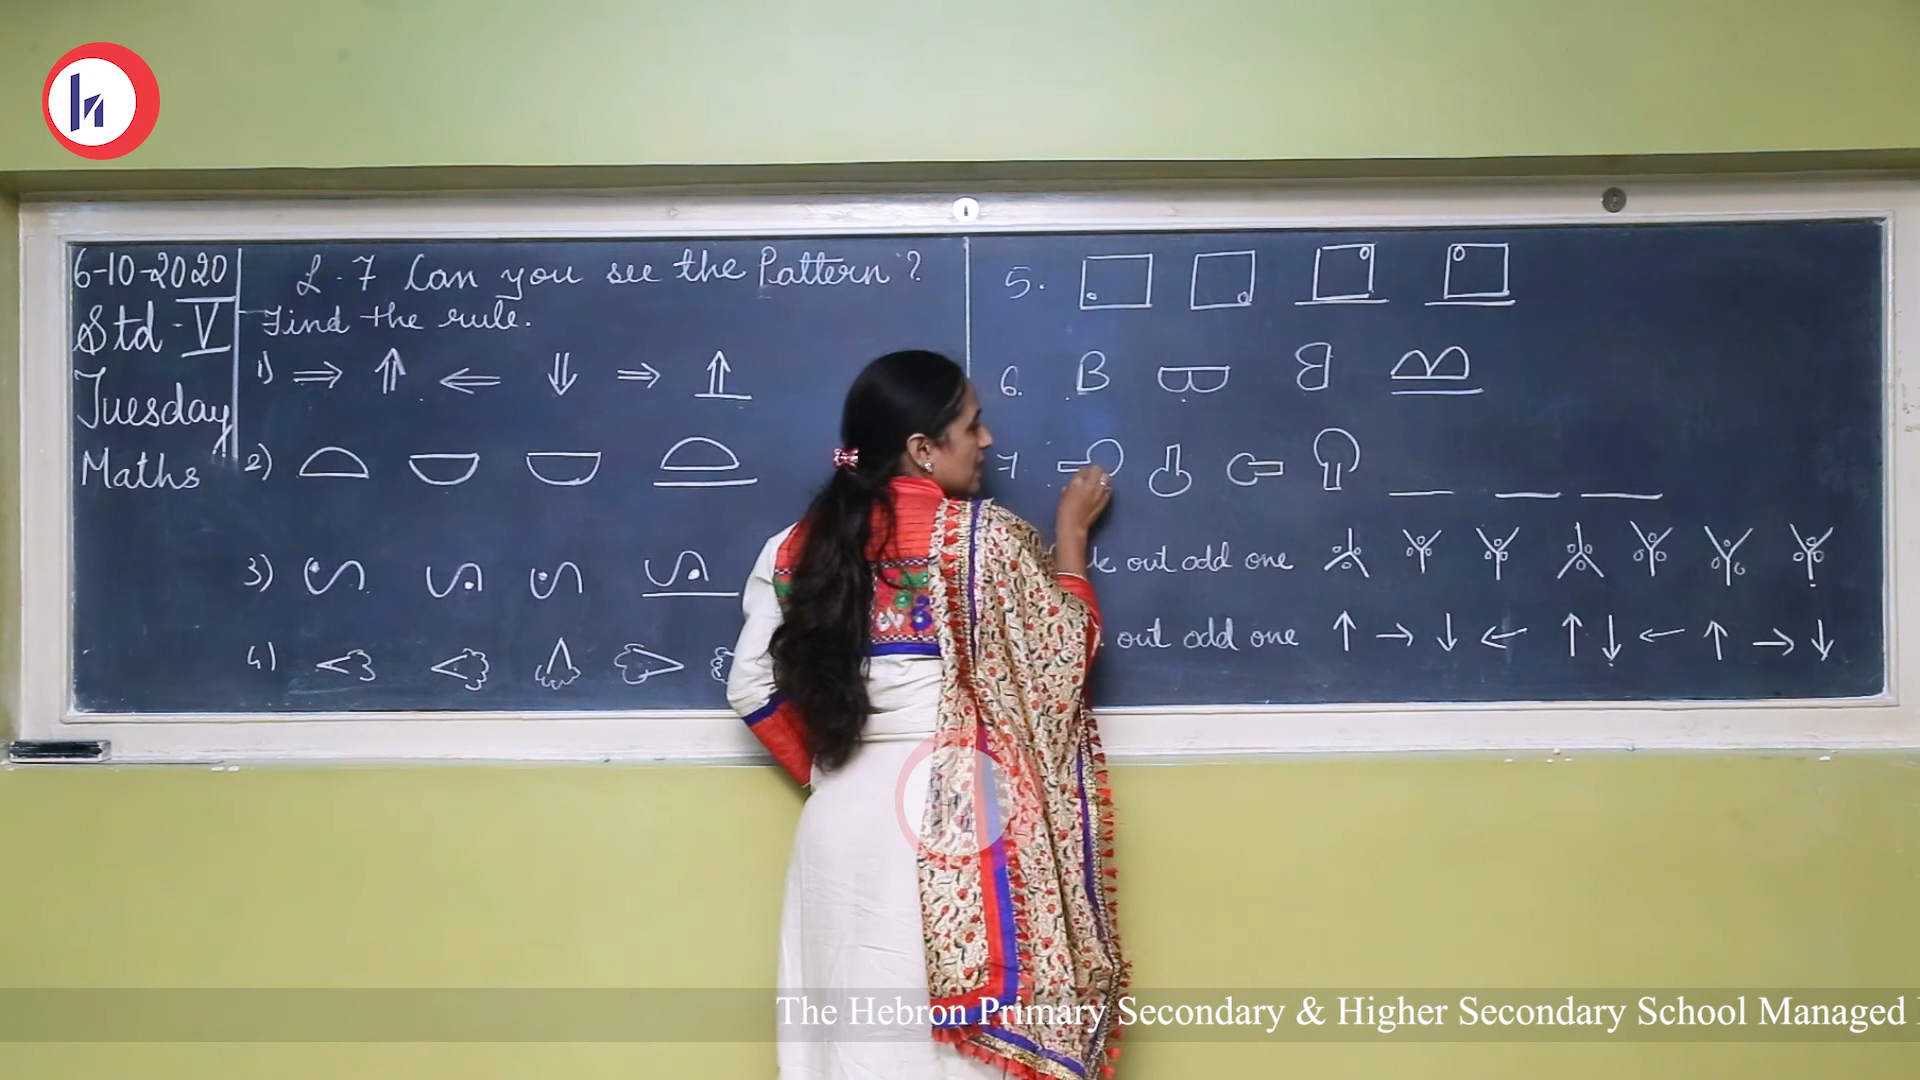 6-10-2020
Std - V
Tuesday
Maths
L. 7 Can you see the Pattern?
Find the rule.
1) ⇒ ⇑ ⇐ ⇓ ⇒ ⇑
2)
3)
4)
5.
6. B B B B
7.
out odd one
out odd one ↑ → ↓ ← ↑ ↓ ← ↑ → ↓
The Hebron Primary Secondary & Higher Secondary School Managed